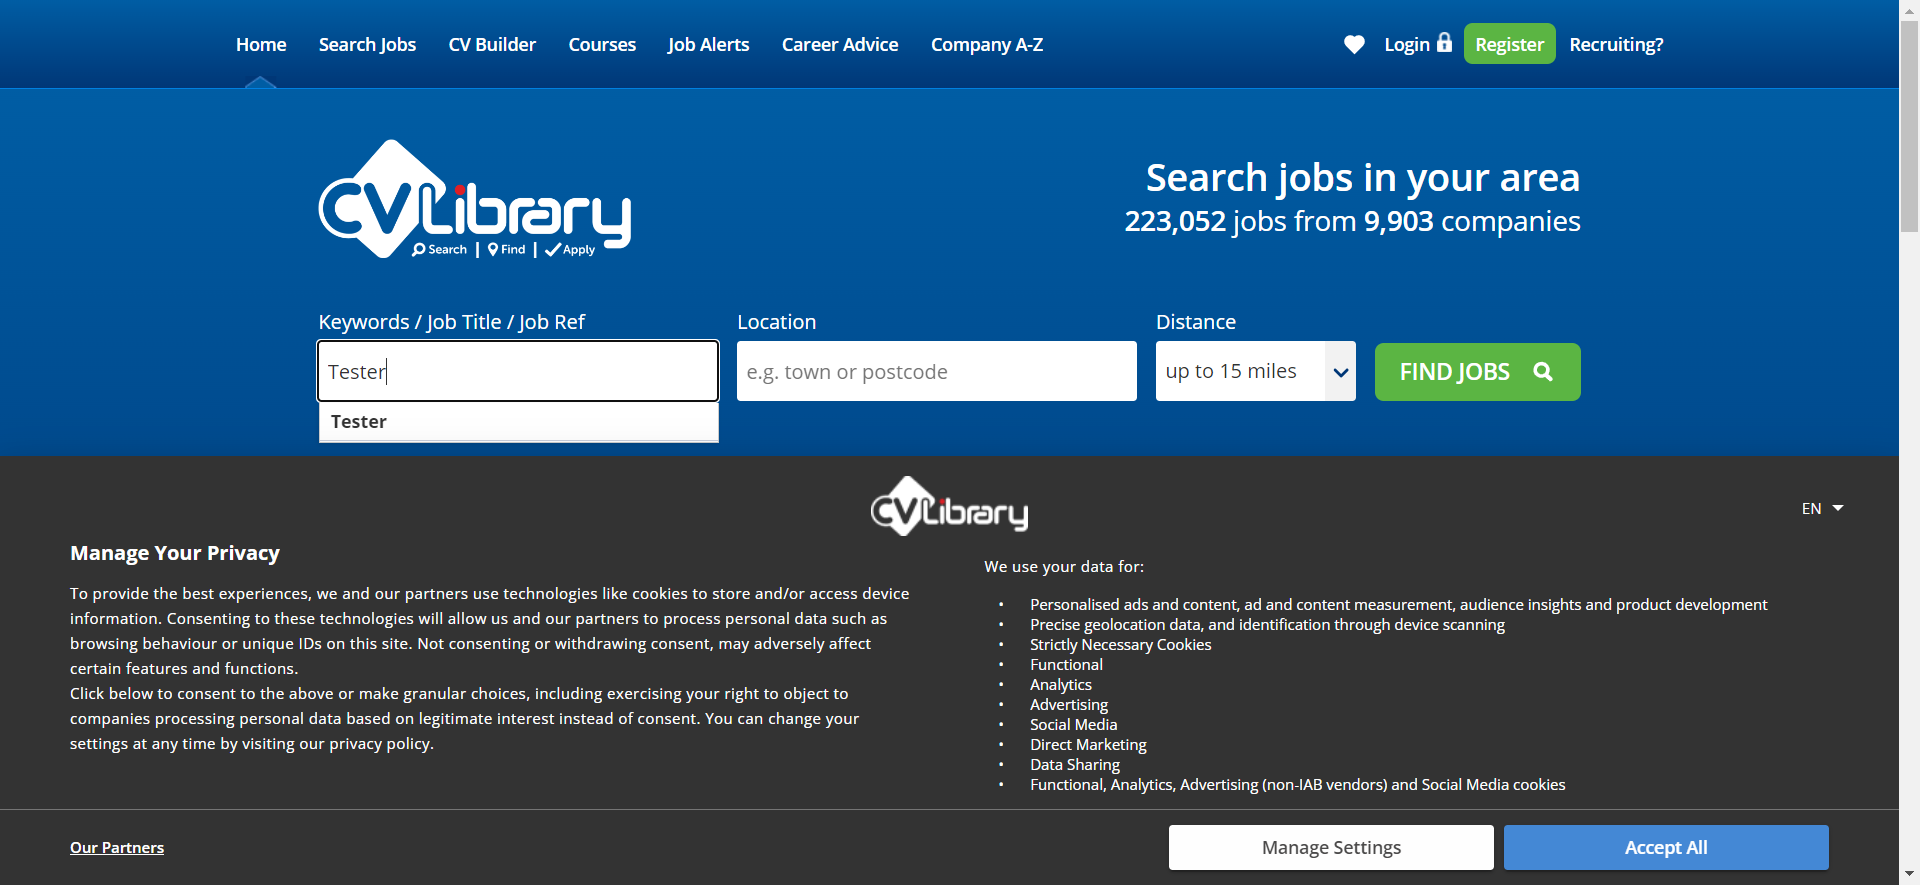 Home Search Jobs CV Builder Courses Job Alerts Career Advice Company A-Z Login Register Recruiting?
CVLibrary
Search | Find | Apply
Search jobs in your area
223,052 jobs from 9,903 companies
Keywords / Job Title / Job Ref Location Distance
Tester e.g. town or postcode up to 15 miles FIND JOBS
Tester
CVLibrary
EN
Manage Your Privacy
To provide the best experiences, we and our partners use technologies like cookies to store and/or access device
information. Consenting to these technologies will allow us and our partners to process personal data such as
browsing behaviour or unique IDs on this site. Not consenting or withdrawing consent, may adversely affect
certain features and functions.
Click below to consent to the above or make granular choices, including exercising your right to object to
companies processing personal data based on legitimate interest instead of consent. You can change your
settings at any time by visiting our privacy policy.
We use your data for:
• Personalised ads and content, ad and content measurement, audience insights and product development
• Precise geolocation data, and identification through device scanning
• Strictly Necessary Cookies
• Functional
• Analytics
• Advertising
• Social Media
• Direct Marketing
• Data Sharing
• Functional, Analytics, Advertising (non-IAB vendors) and Social Media cookies
Our Partners Manage Settings Accept All